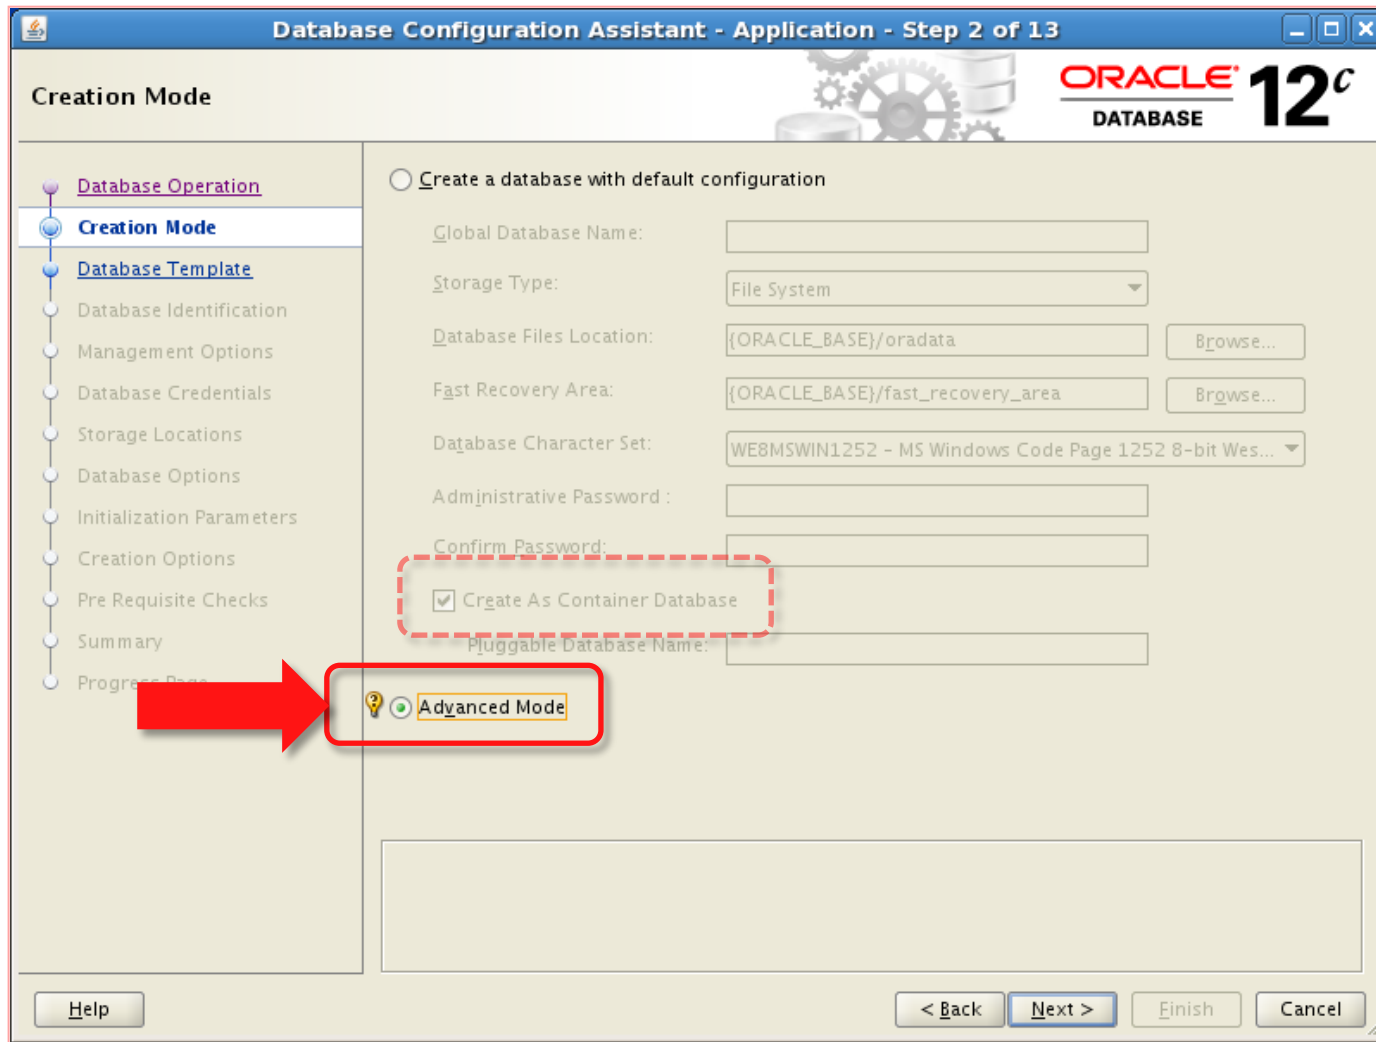 Database Configuration Assistant - Application - Step 2 of 13
Creation Mode
ORACLE
DATABASE
12c
Database Operation
Creation Mode
Database Template
Database Identification
Management Options
Database Credentials
Storage Locations
Database Options
Initialization Parameters
Creation Options
Pre Requisite Checks
Summary
Progress Page
Create a database with default configuration
Global Database Name:
Storage Type:
File System
Database Files Location:
{ORACLE_BASE}/oradata
Browse...
Fast Recovery Area:
{ORACLE_BASE}/fast_recovery_area
Browse...
Database Character Set:
WE8MSWIN1252 - MS Windows Code Page 1252 8-bit Wes...
Administrative Password :
Confirm Password:
Create As Container Database
Pluggable Database Name:
Advanced Mode
Help
< Back
Next >
Finish
Cancel